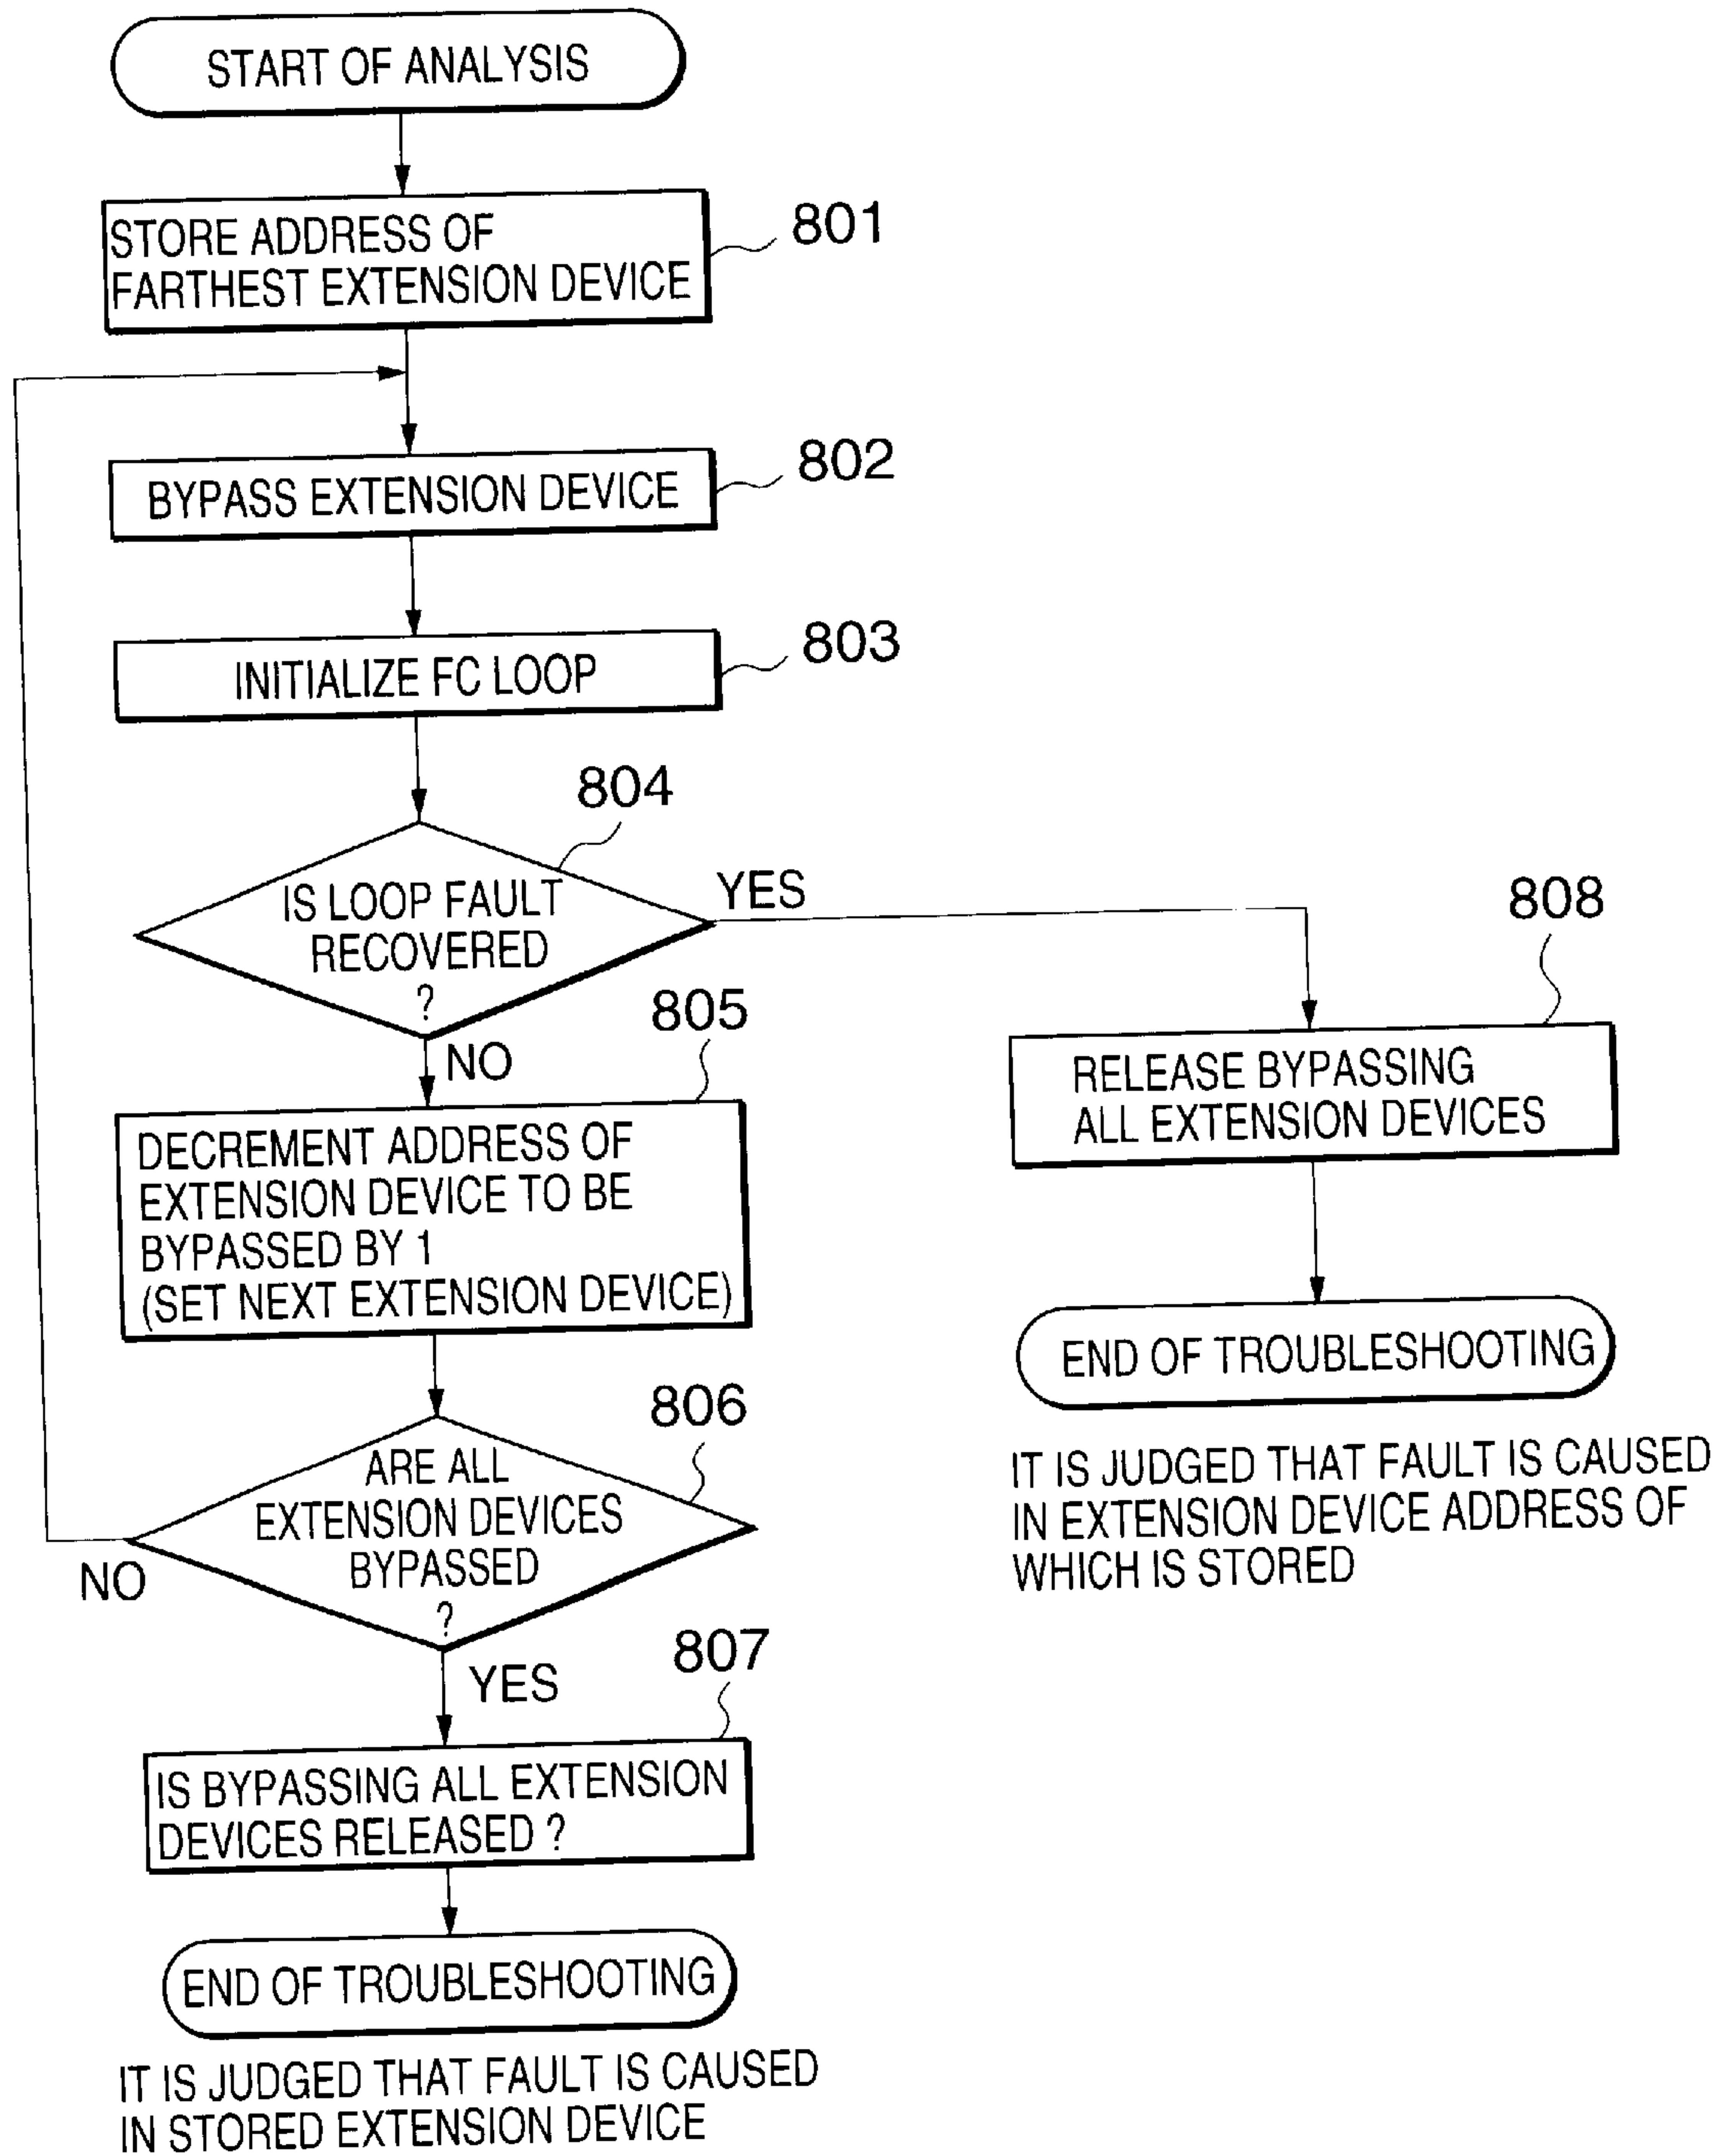 START OF ANALYSIS
STORE ADDRESS OF
FARTHEST EXTENSION DEVICE
801
BYPASS EXTENSION DEVICE
802
INITIALIZE FC LOOP
803
804
IS LOOP FAULT
RECOVERED
?
YES
NO
805
DECREMENT ADDRESS OF
EXTENSION DEVICE TO BE
BYPASSED BY 1
(SET NEXT EXTENSION DEVICE)
806
ARE ALL
EXTENSION DEVICES
BYPASSED
?
NO
YES
807
IS BYPASSING ALL EXTENSION
DEVICES RELEASED ?
END OF TROUBLESHOOTING
IT IS JUDGED THAT FAULT IS CAUSED
IN STORED EXTENSION DEVICE
808
RELEASE BYPASSING
ALL EXTENSION DEVICES
END OF TROUBLESHOOTING
IT IS JUDGED THAT FAULT IS CAUSED
IN EXTENSION DEVICE ADDRESS OF
WHICH IS STORED